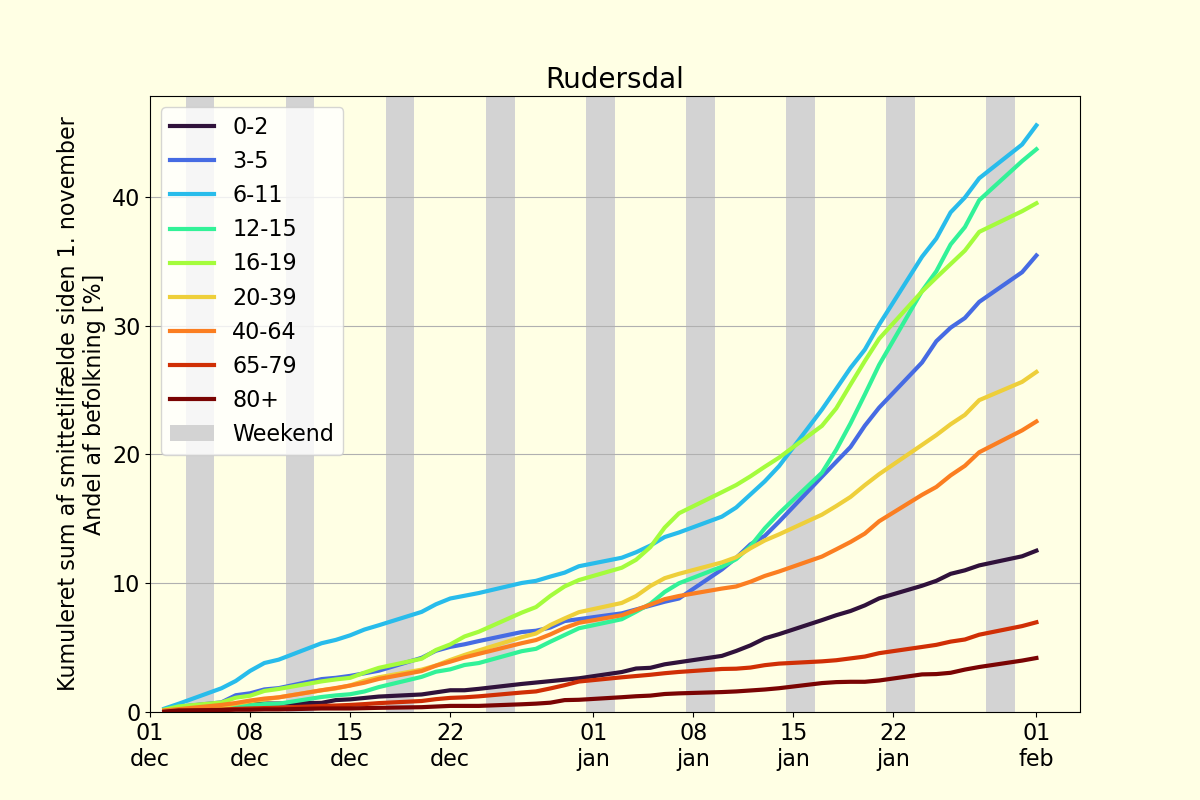 Rudersdal
Kumuleret sum af smittetilfælde siden 1. november
Andel af befolkning [%]
0-2
3-5
6-11
12-15
16-19
20-39
40-64
65-79
80+
Weekend
40
30
20
10
0
01 08 15 22 01 08 15 22 01
dec dec dec dec jan jan jan jan feb